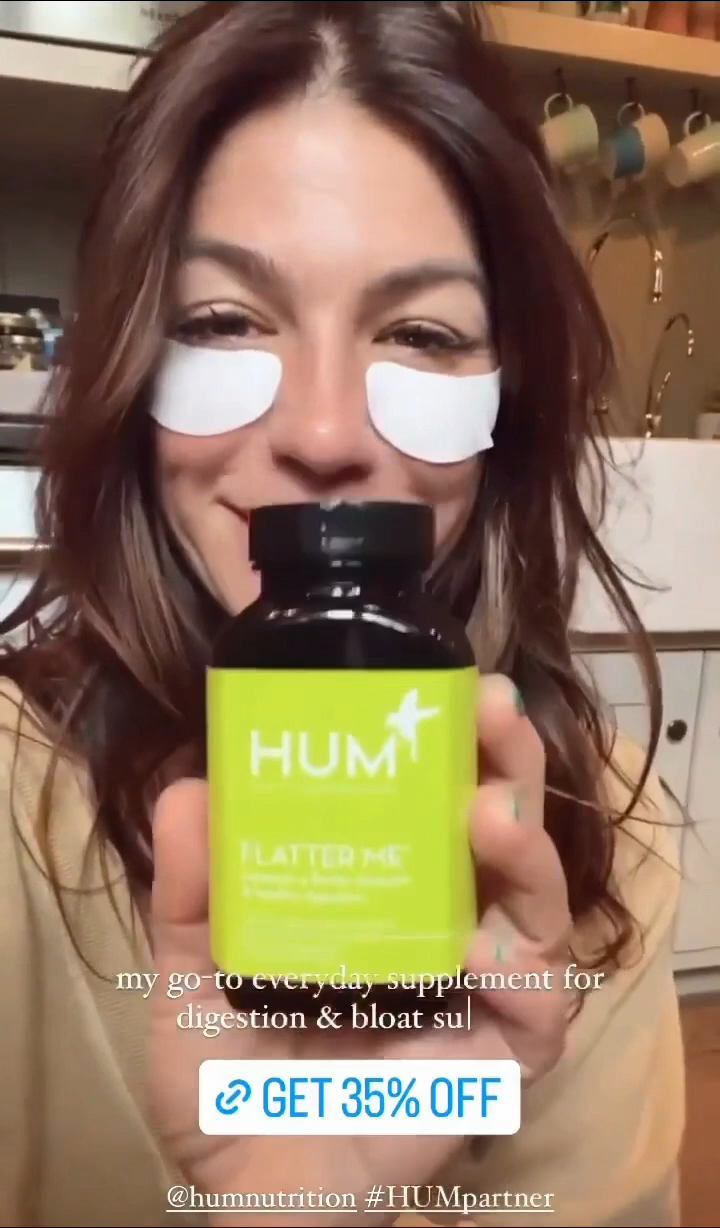 HUM
FLATTER ME
my go-to everyday supplement for
digestion & bloat su
GET 35% OFF
@humnutrition #HUMpartner